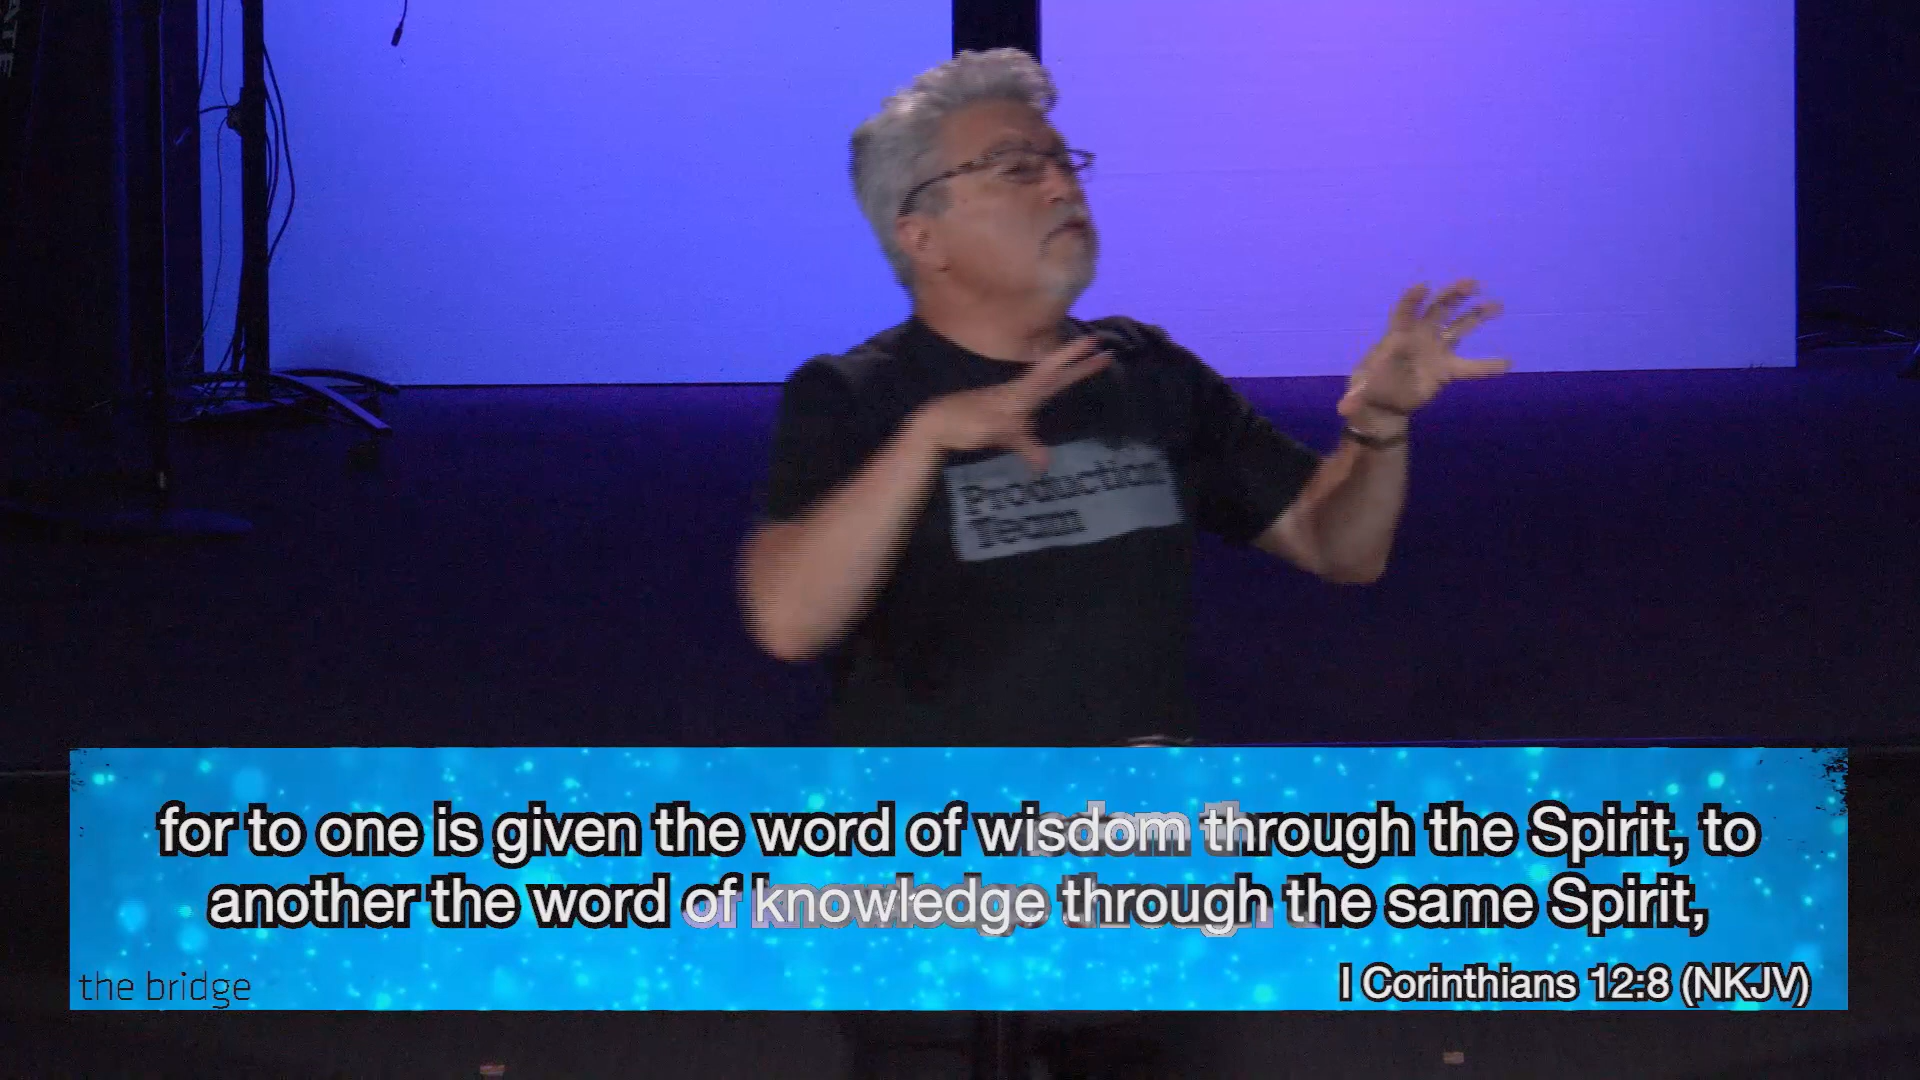 Production
Team
for to one is given the word of wisdom through the Spirit, to
another the word of knowledge through the same Spirit,
the bridge
I Corinthians 12:8 (NKJV)